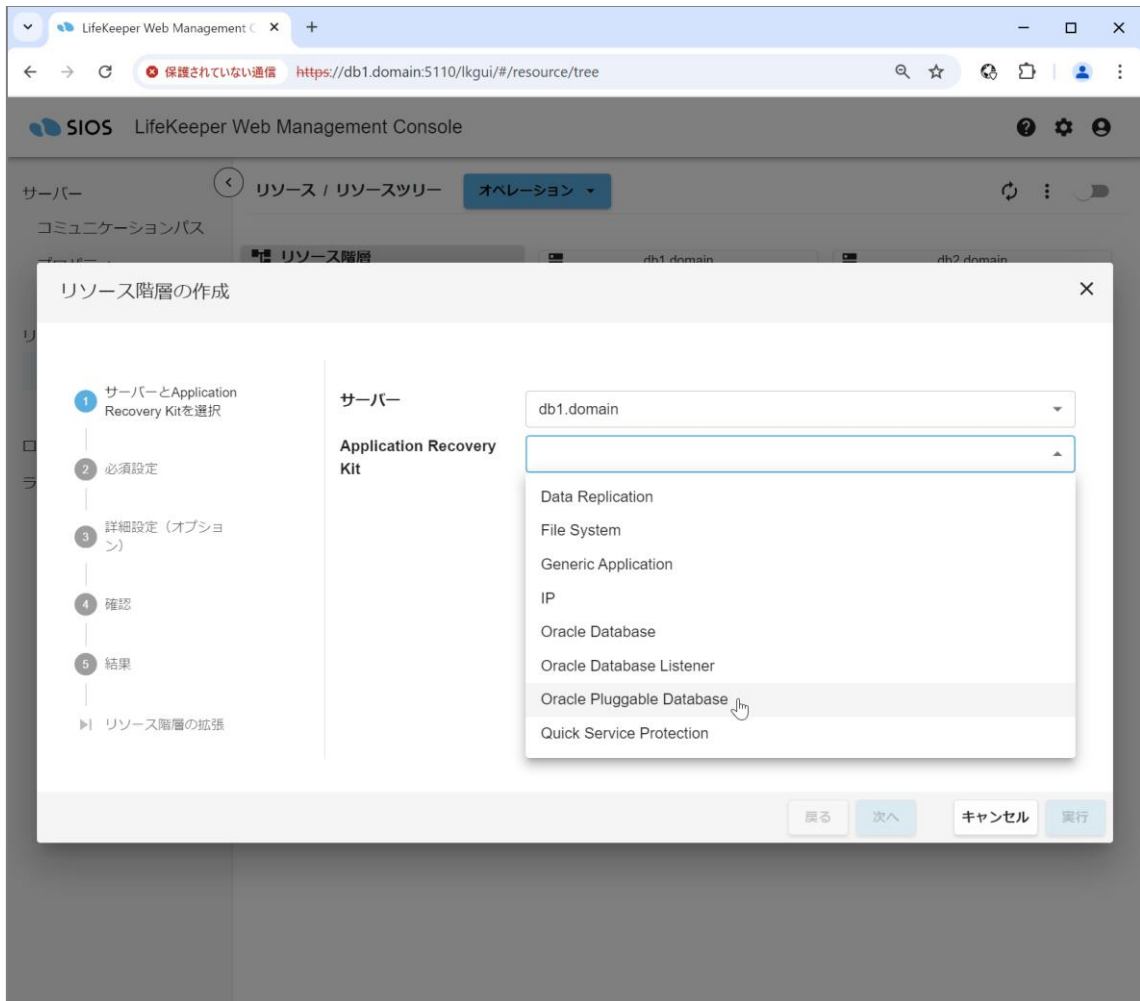 LifeKeeper Web Management C
保護されていない通信 https://db1.domain:5110/lkgui/#/resource/tree
SIOS LifeKeeper Web Management Console
サーバー
リソース / リソースツリー
オペレーション
コミュニケーションパス
リソース階層
db1.domain
db2.domain
リソース階層の作成
1 サーバーとApplication
Recovery Kitを選択
2 必須設定
3 詳細設定（オプショ
ン）
4 確認
5 結果
リソース階層の拡張
サーバー
db1.domain
Application Recovery
Kit
Data Replication
File System
Generic Application
IP
Oracle Database
Oracle Database Listener
Oracle Pluggable Database
Quick Service Protection
戻る
次へ
キャンセル
実行